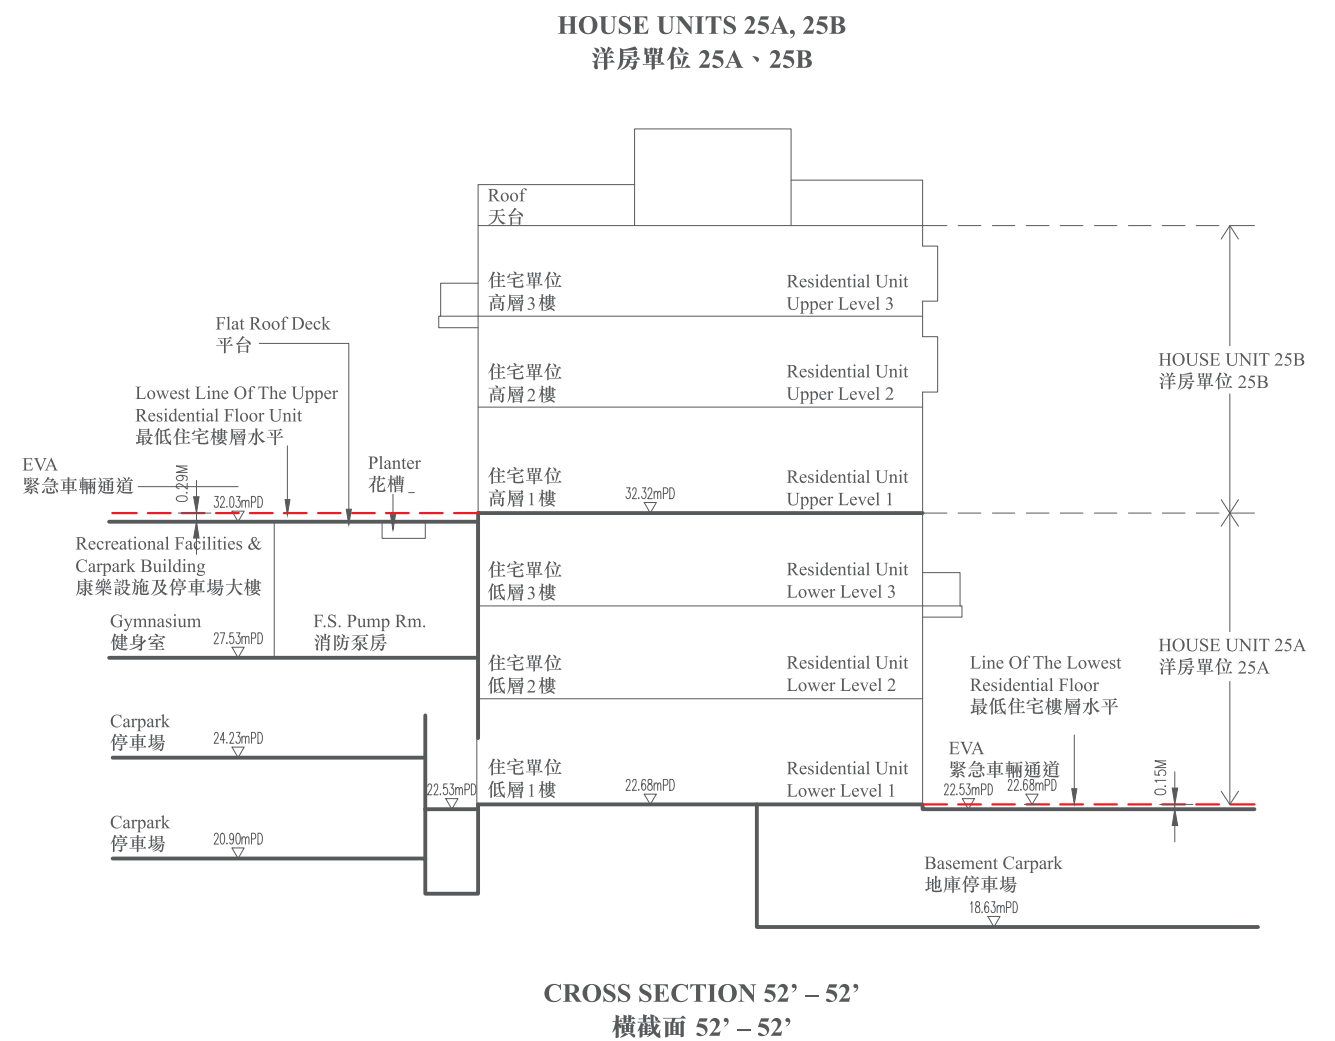 HOUSE UNITS 25A, 25B
洋房單位 25A、25B
Roof
天台
住宅單位
高層3樓
Residential Unit
Upper Level 3
Flat Roof Deck
平台
住宅單位
高層2樓
Residential Unit
Upper Level 2
HOUSE UNIT 25B
洋房單位 25B
Lowest Line Of The Upper
Residential Floor Unit
最低住宅樓層水平
EVA
緊急車輛通道
0.29M
32.03mPD
Planter
花槽
住宅單位
高層1樓
32.32mPD
Residential Unit
Upper Level 1
Recreational Facilities &
Carpark Building
康樂設施及停車場大樓
住宅單位
低層3樓
Residential Unit
Lower Level 3
Gymnasium
健身室
27.53mPD
F.S. Pump Rm.
消防泵房
住宅單位
低層2樓
Residential Unit
Lower Level 2
Line Of The Lowest
Residential Floor
最低住宅樓層水平
HOUSE UNIT 25A
洋房單位 25A
Carpark
停車場
24.23mPD
22.53mPD
住宅單位
低層1樓
22.68mPD
Residential Unit
Lower Level 1
EVA
緊急車輛通道
22.53mPD
22.68mPD
0.15M
Carpark
停車場
20.90mPD
Basement Carpark
地庫停車場
18.63mPD
CROSS SECTION 52’ – 52’
橫截面 52’ – 52’